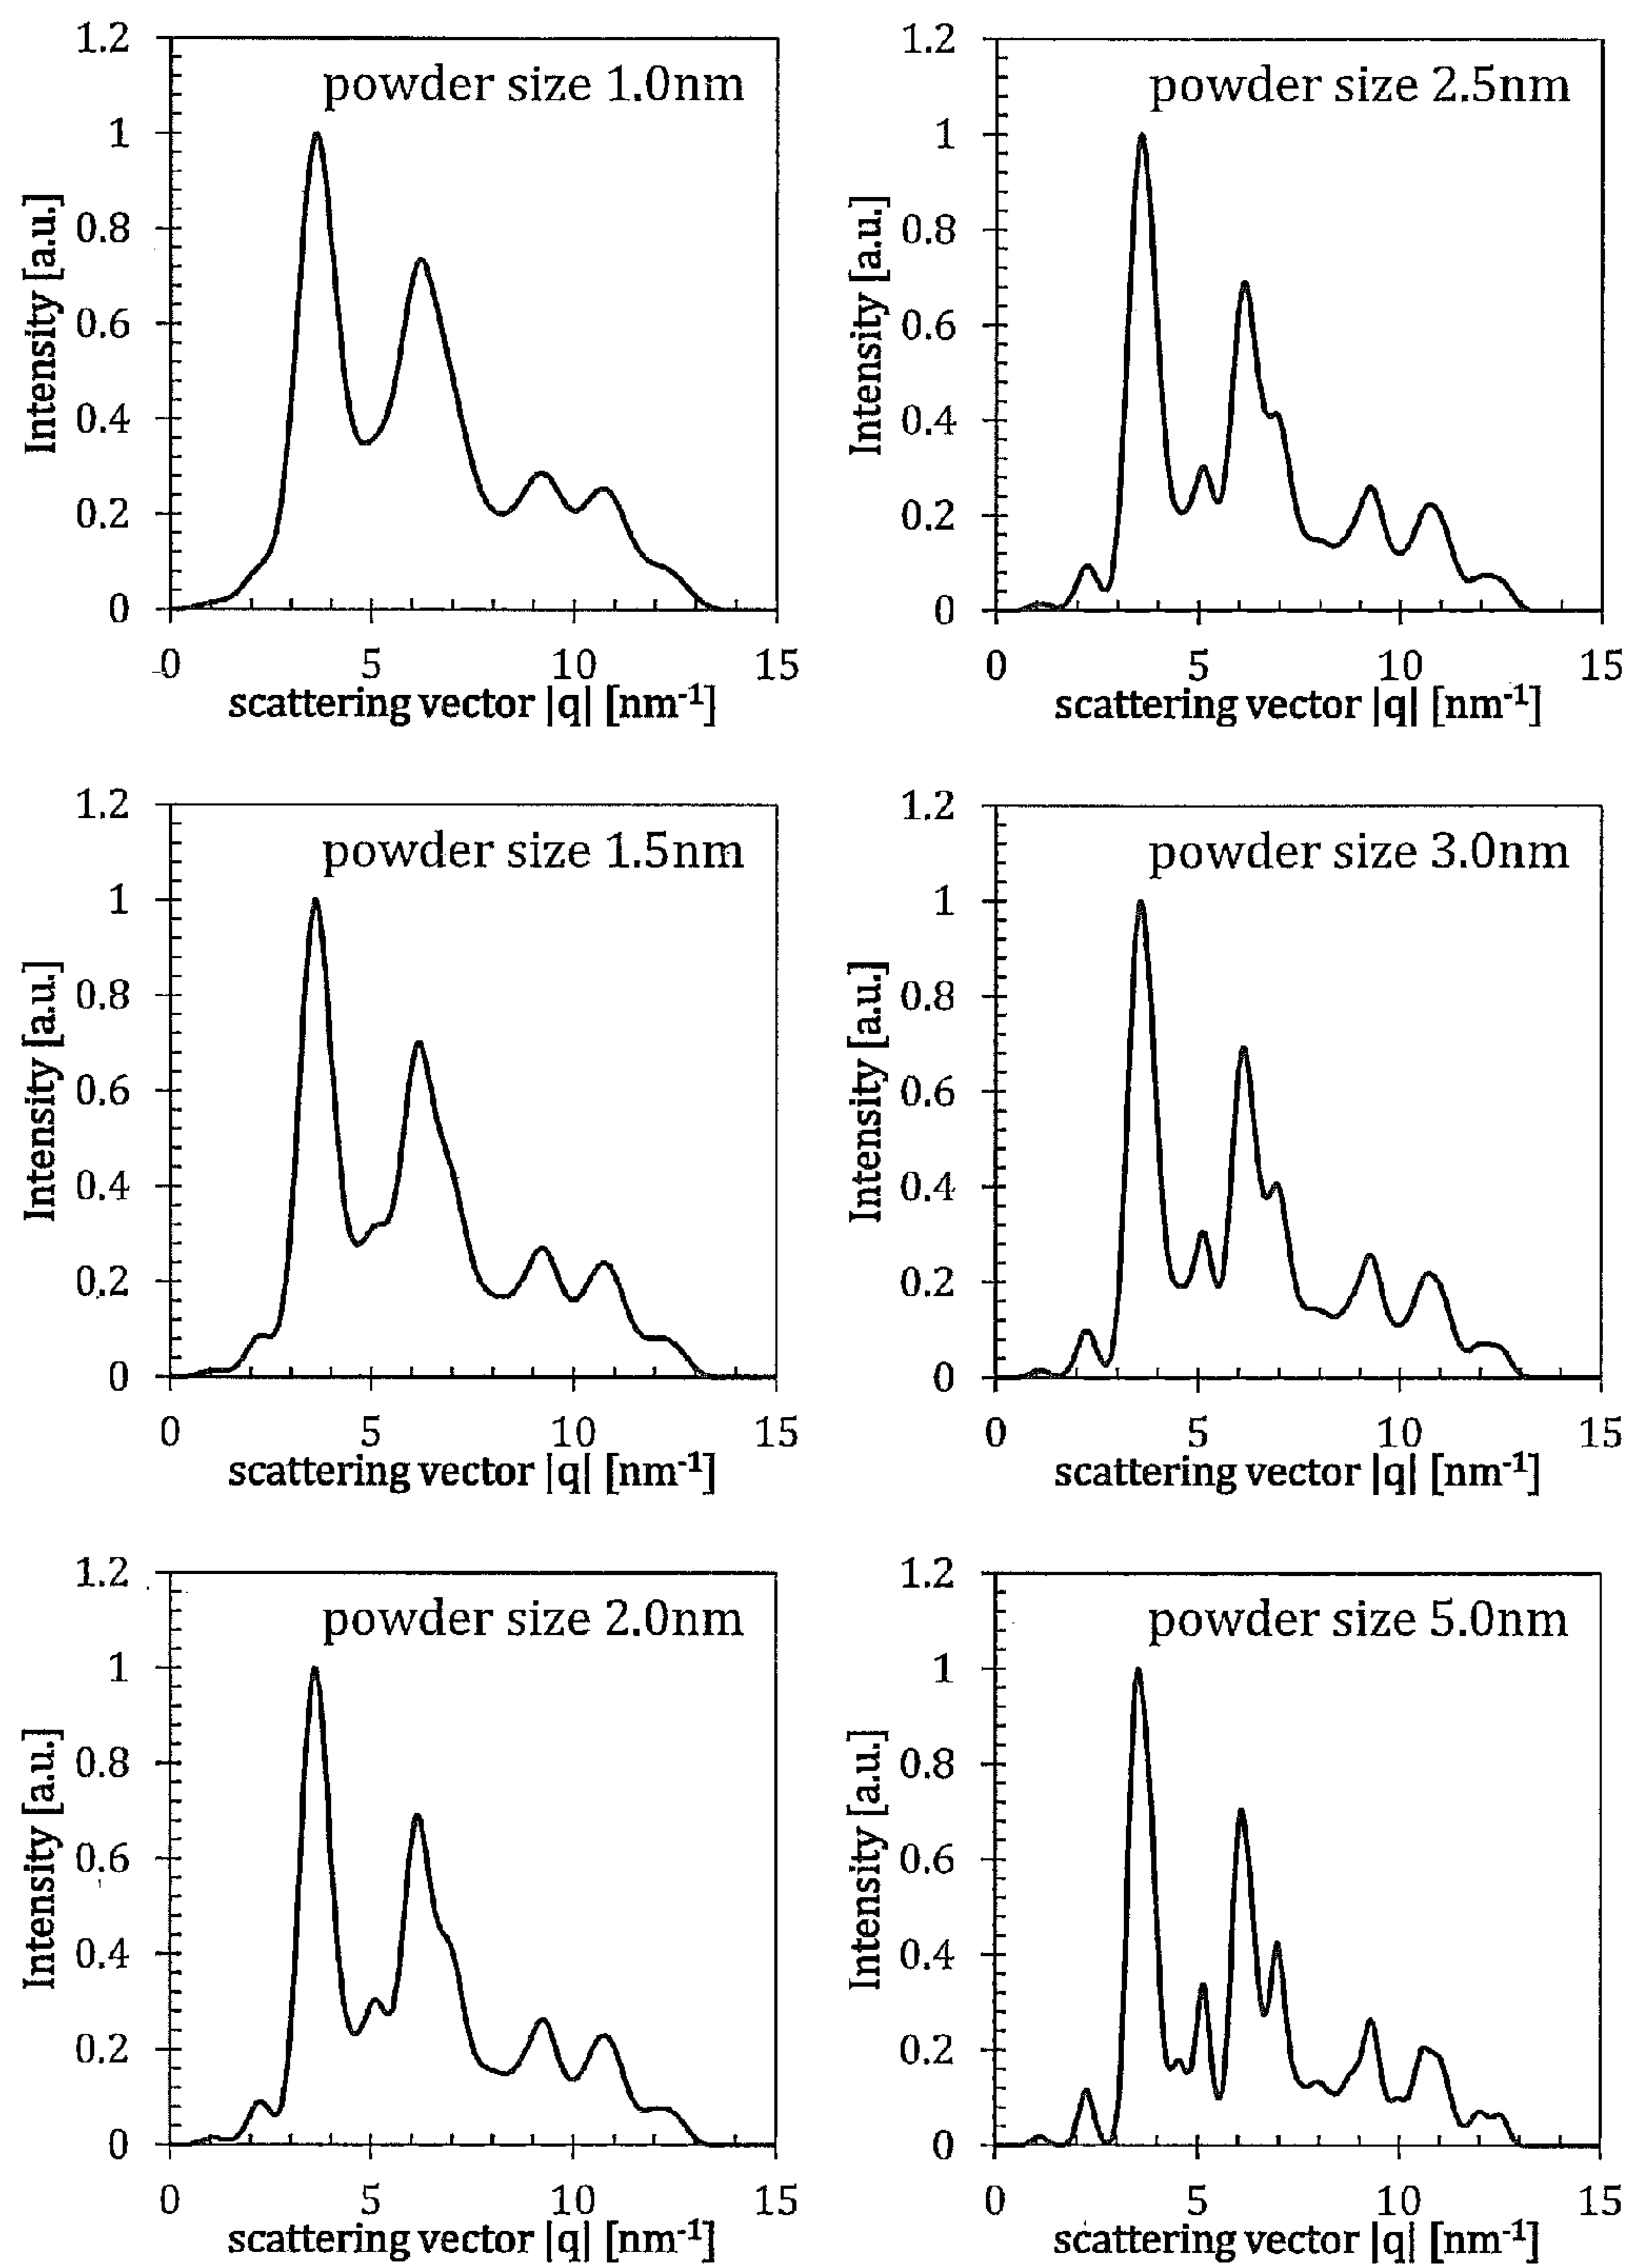 powder size 1.0nm
1.2
1
0.8
0.6
0.4
0.2
0
Intensity [a.u.]
0 5 10 15
scattering vector |q| [nm⁻¹]
powder size 2.5nm
1.2
1
0.8
0.6
0.4
0.2
0
Intensity [a.u.]
0 5 10 15
scattering vector |q| [nm⁻¹]
powder size 1.5nm
1.2
1
0.8
0.6
0.4
0.2
0
Intensity [a.u.]
0 5 10 15
scattering vector |q| [nm⁻¹]
powder size 3.0nm
1.2
1
0.8
0.6
0.4
0.2
0
Intensity [a.u.]
0 5 10 15
scattering vector |q| [nm⁻¹]
powder size 2.0nm
1.2
1
0.8
0.6
0.4
0.2
0
Intensity [a.u.]
0 5 10 15
scattering vector |q| [nm⁻¹]
powder size 5.0nm
1.2
1
0.8
0.6
0.4
0.2
0
Intensity [a.u.]
0 5 10 15
scattering vector |q| [nm⁻¹]